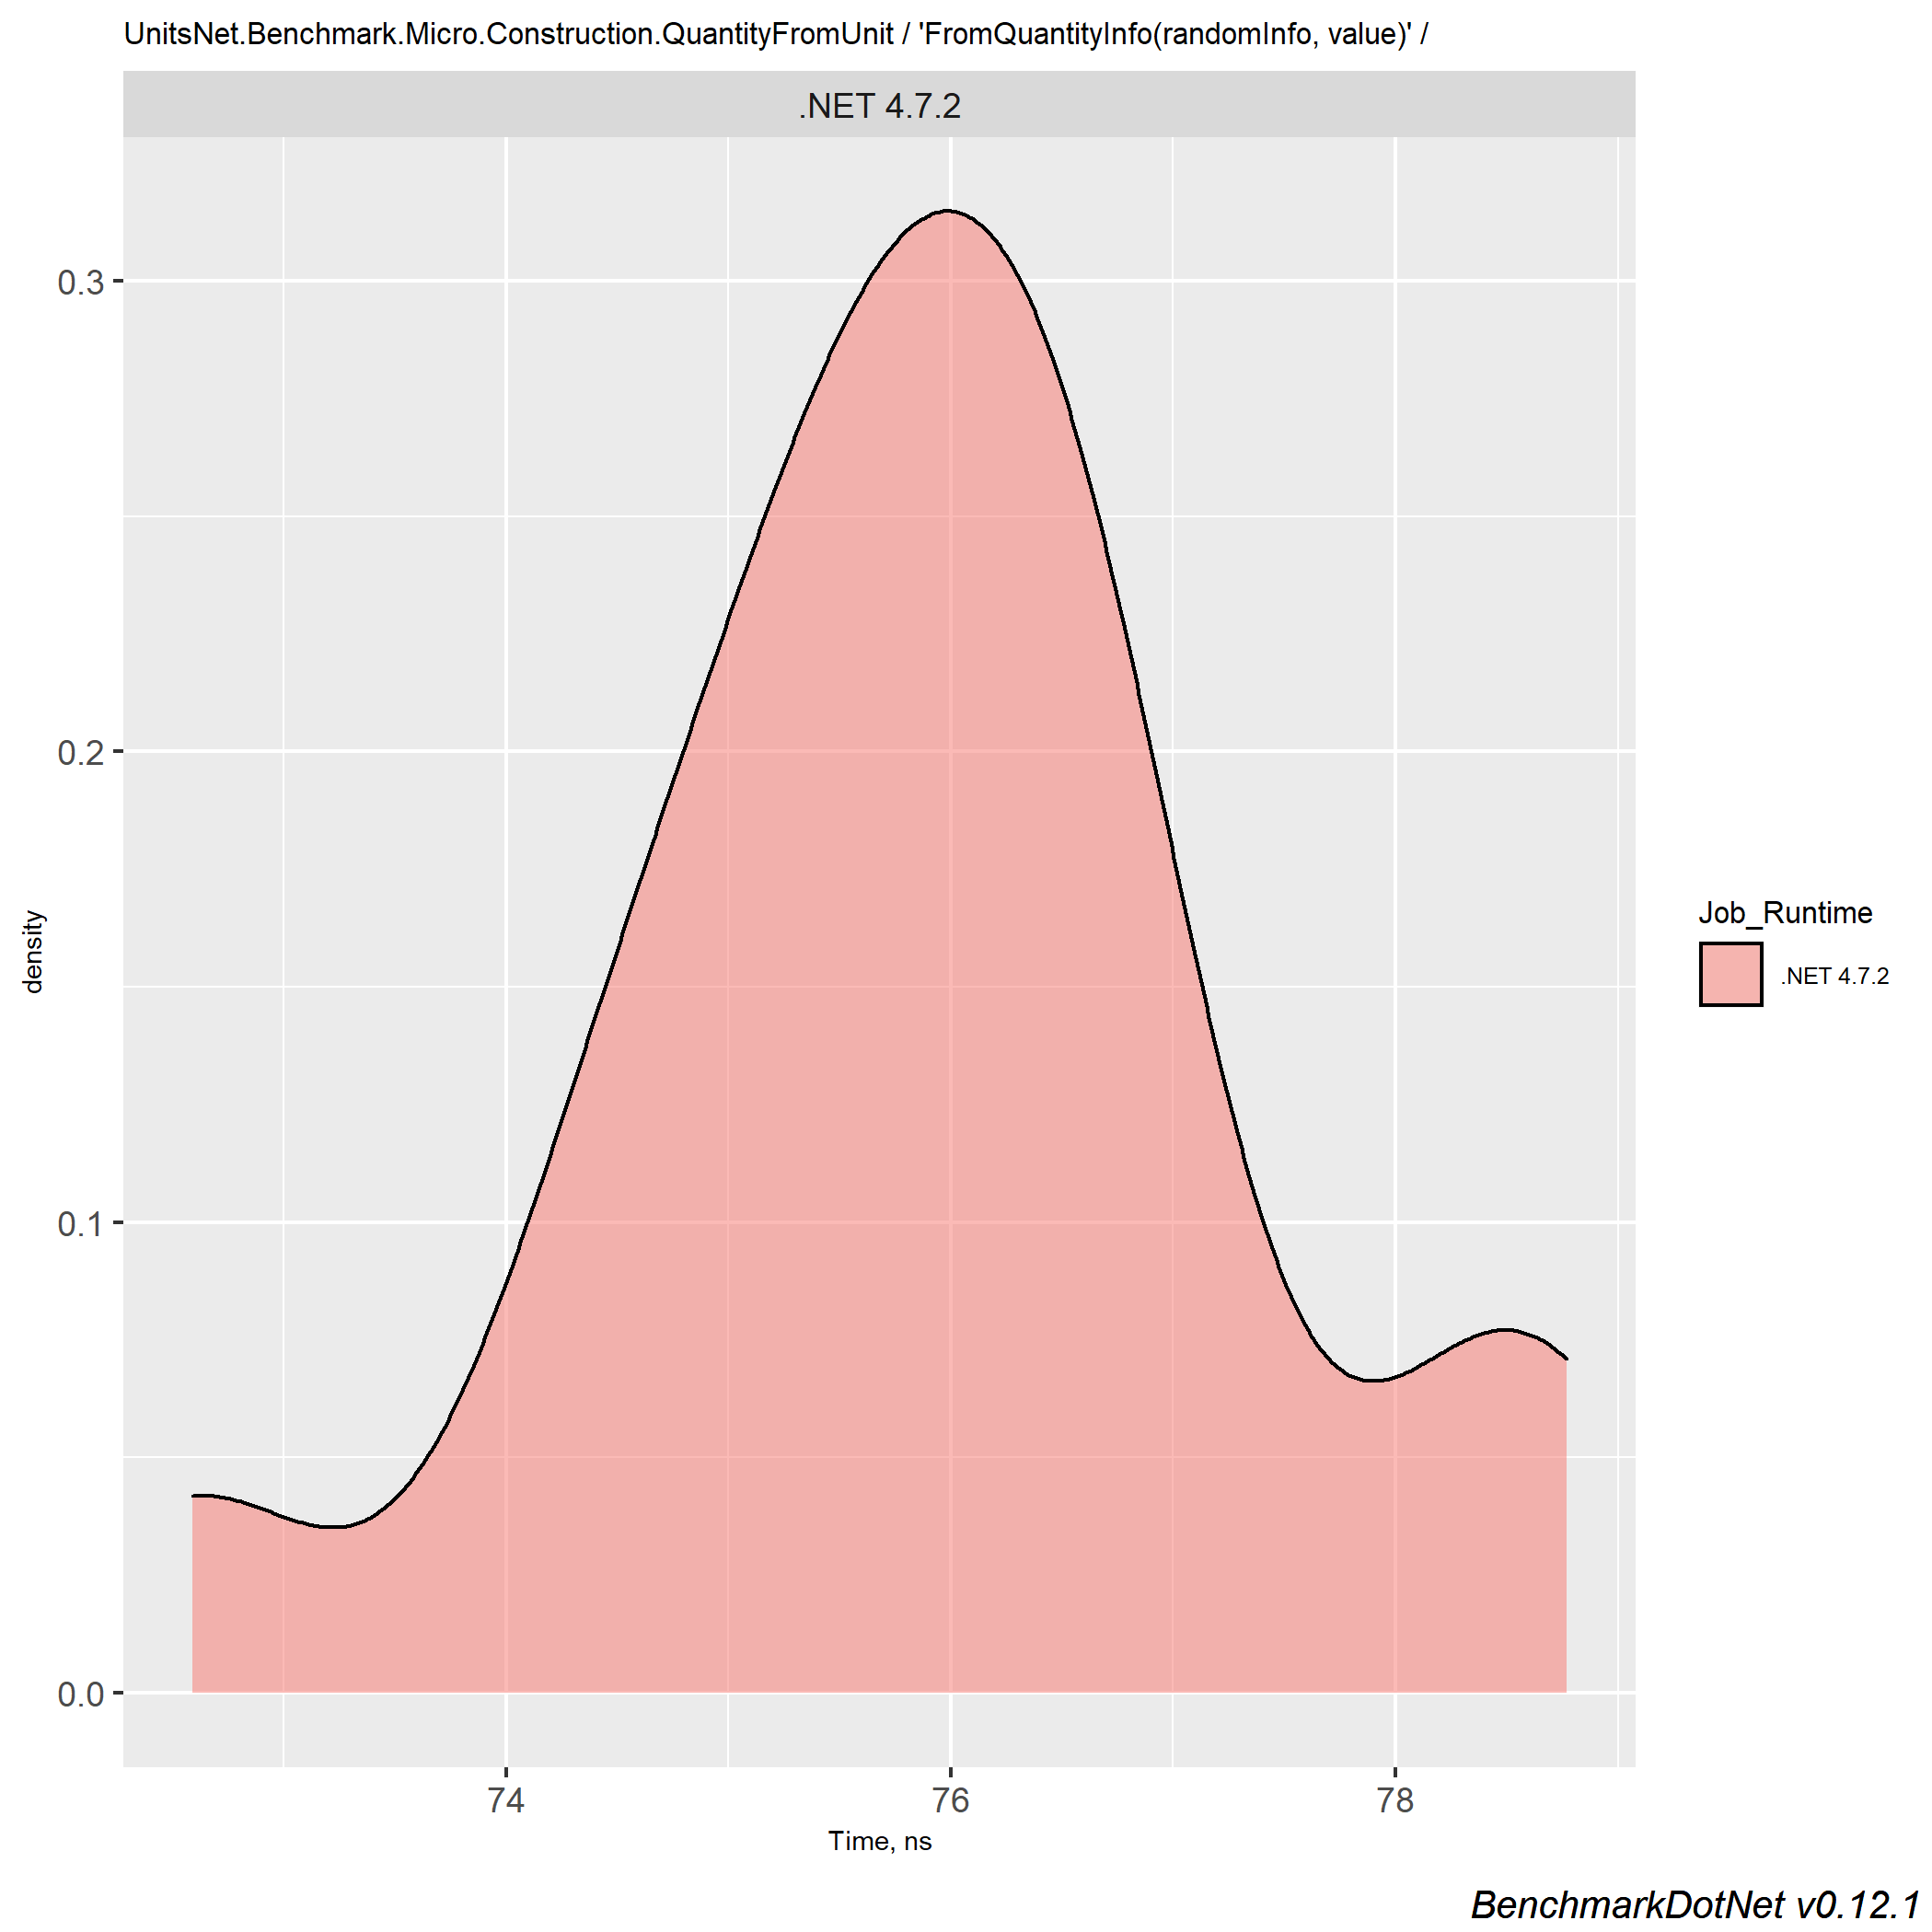 UnitsNet.Benchmark.Micro.Construction.QuantityFromUnit / 'FromQuantityInfo(randomInfo, value)' /
.NET 4.7.2
0.3
0.2
0.1
0.0
density
74
76
78
Time, ns
Job_Runtime
.NET 4.7.2
BenchmarkDotNet v0.12.1